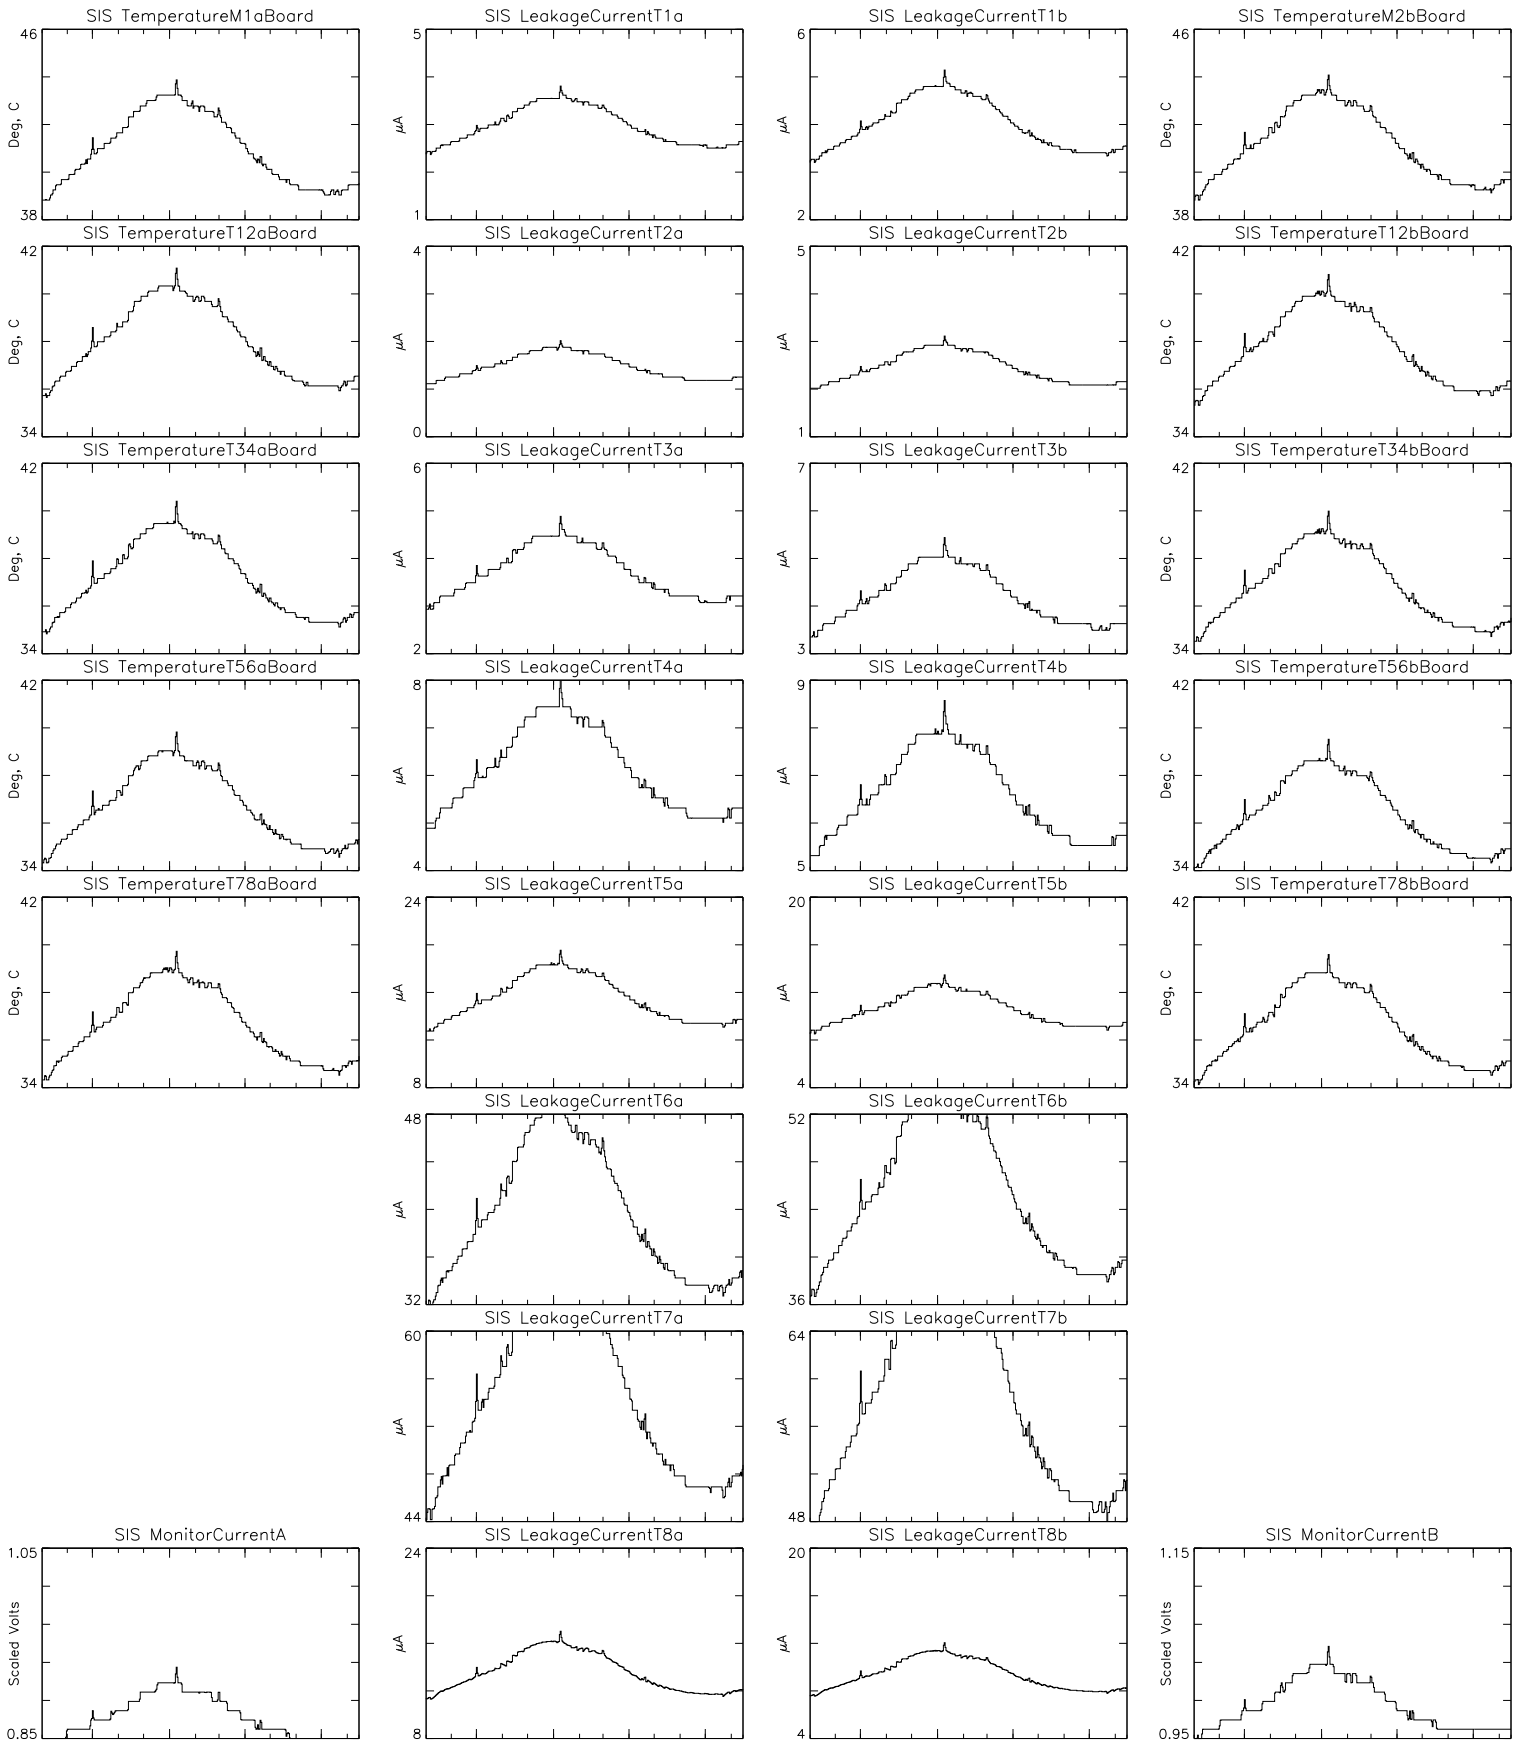 SIS TemperatureM1aBoard SIS LeakageCurrentT1a SIS LeakageCurrentT1b SIS TemperatureM2bBoard
46 5 6 46
Deg, C µA µA Deg, C
38 1 2 38
SIS TemperatureT12aBoard SIS LeakageCurrentT2a SIS LeakageCurrentT2b SIS TemperatureT12bBoard
42 4 5 42
Deg, C µA µA Deg, C
34 0 1 34
SIS TemperatureT34aBoard SIS LeakageCurrentT3a SIS LeakageCurrentT3b SIS TemperatureT34bBoard
42 6 7 42
Deg, C µA µA Deg, C
34 2 3 34
SIS TemperatureT56aBoard SIS LeakageCurrentT4a SIS LeakageCurrentT4b SIS TemperatureT56bBoard
42 8 9 42
Deg, C µA µA Deg, C
34 4 5 34
SIS TemperatureT78aBoard SIS LeakageCurrentT5a SIS LeakageCurrentT5b SIS TemperatureT78bBoard
42 24 20 42
Deg, C µA µA Deg, C
34 8 4 34
SIS LeakageCurrentT6a SIS LeakageCurrentT6b
48 52
µA µA
32 36
SIS LeakageCurrentT7a SIS LeakageCurrentT7b
60 64
µA µA
44 48
SIS MonitorCurrentA SIS LeakageCurrentT8a SIS LeakageCurrentT8b SIS MonitorCurrentB
1.05 24 20 1.15
Scaled Volts µA µA Scaled Volts
0.85 8 4 0.95